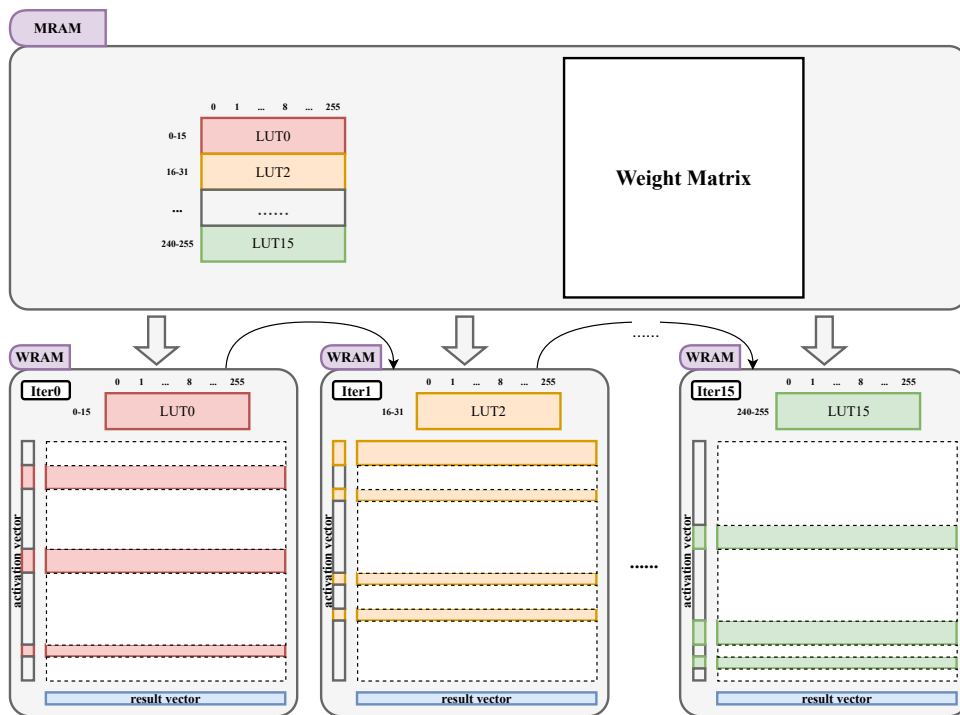 MRAM
0 1 ... 8 ... 255
0-15 LUT0
16-31 LUT2
... ......
240-255 LUT15
Weight Matrix
......
WRAM
Iter0
0 1 ... 8 ... 255
0-15 LUT0
activation vector
result vector
WRAM
Iter1
0 1 ... 8 ... 255
16-31 LUT2
activation vector
result vector
......
WRAM
Iter15
0 1 ... 8 ... 255
240-255 LUT15
activation vector
result vector